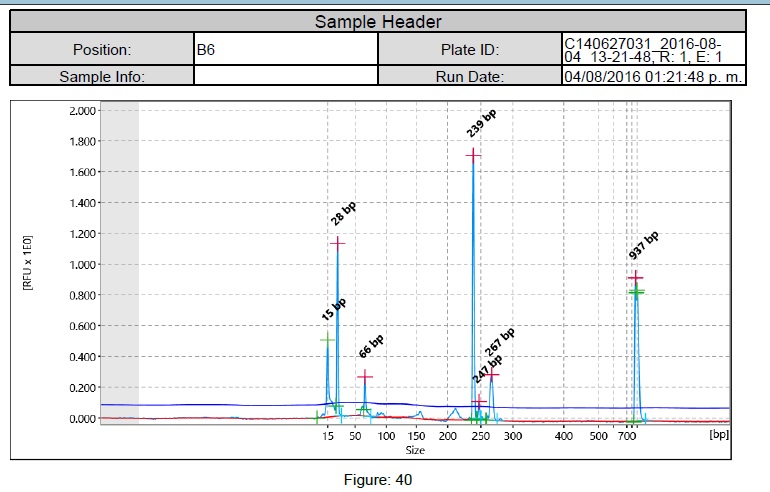 Sample Header
Position: B6 Plate ID: C140627031_2016-08-
04_13-21-48, R: 1, E: 1
Sample Info: Run Date: 04/08/2016 01:21:48 p. m.
2.000
1.800
1.600
1.400
1.200
1.000
0.800
0.600
0.400
0.200
0.000
[RFU x 1E0]
15 bp
28 bp
66 bp
239 bp
247 bp
267 bp
937 bp
15 50 100 150 200 250 300 400 500 700 [bp]
Size
Figure: 40